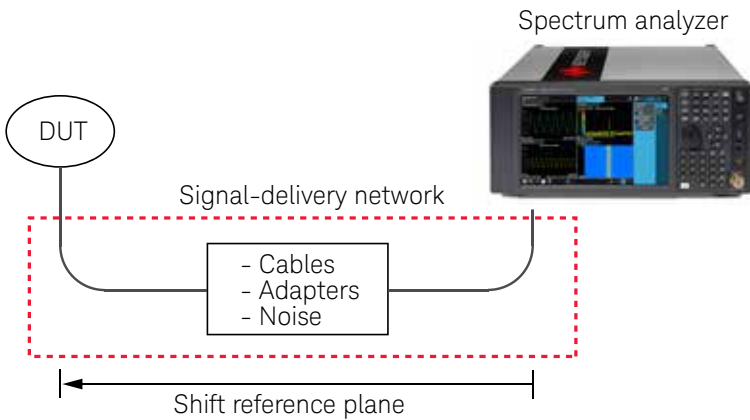 Spectrum analyzer
DUT
Signal-delivery network
- Cables
- Adapters
- Noise
Shift reference plane